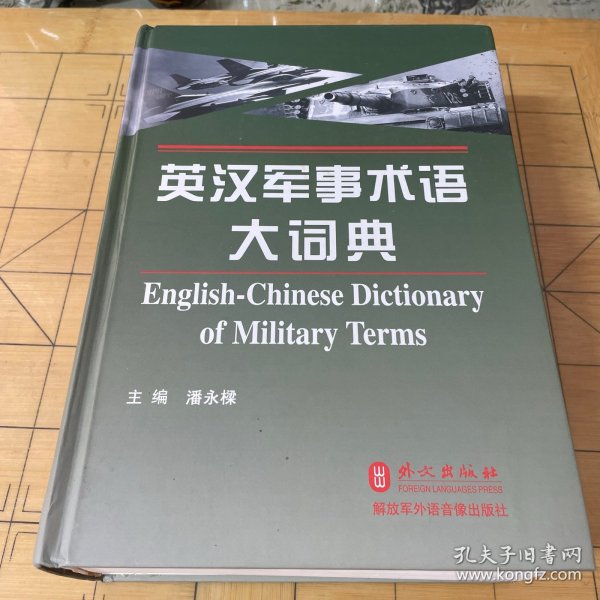 英汉军事术语
大词典
English-Chinese Dictionary
of Military Terms
主编 潘永樑
外文出版社
FOREIGN LANGUAGES PRESS
解放军外语音像出版社
孔夫子旧书网
www.kongfz.com